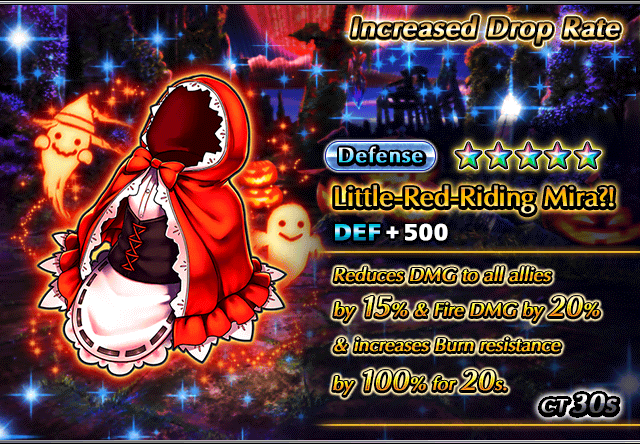 Increased Drop Rate
Defense
Little-Red-Riding Mira?!
DEF + 500
Reduces DMG to all allies
by 15% & Fire DMG by 20%
& increases Burn resistance
by 100% for 20s.
CT 30s